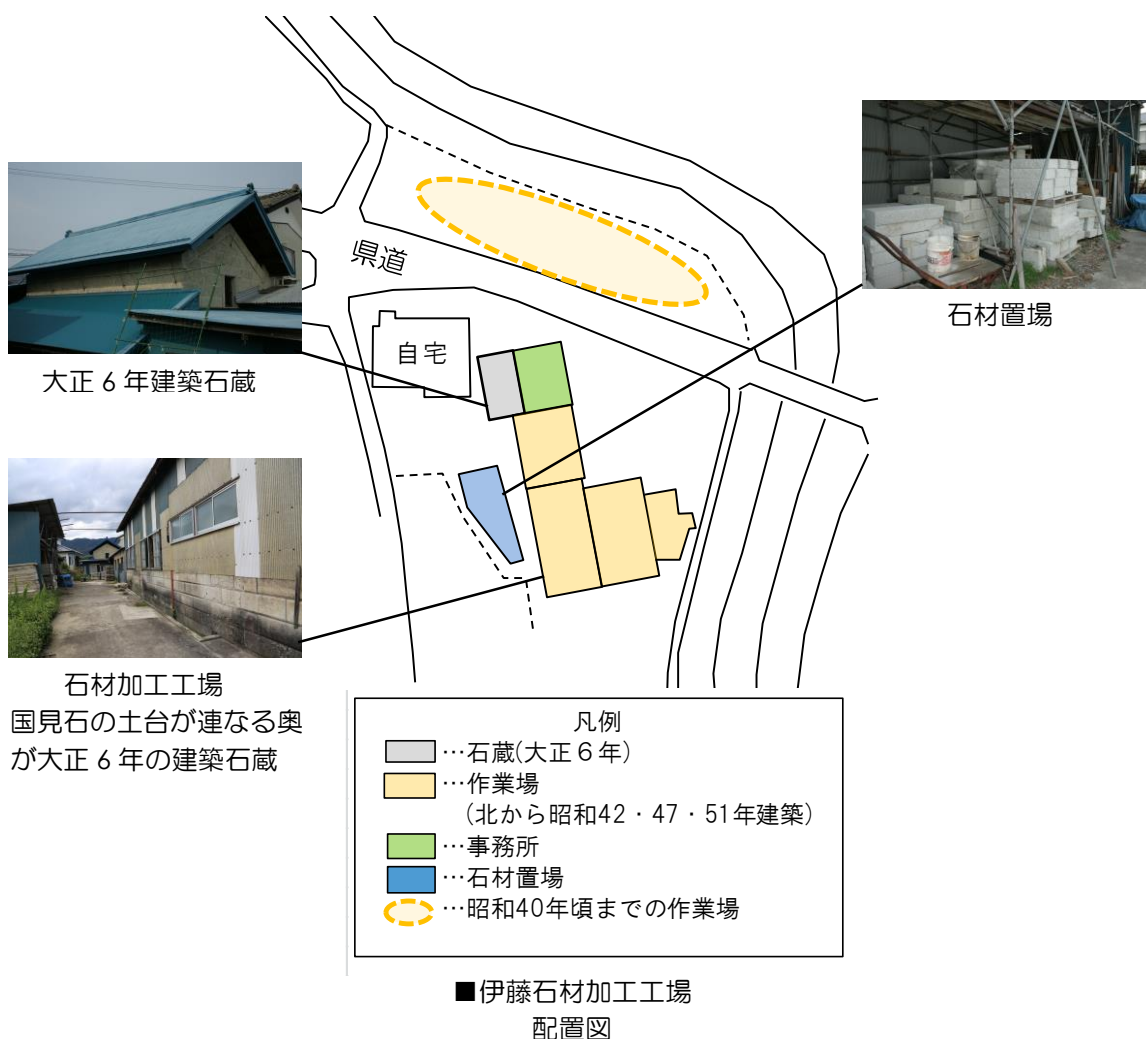 県道
自宅
石材置場
大正6年建築石蔵
石材加工工場
国見石の土台が連なる奥
が大正6年の建築石蔵
凡例
…石蔵(大正6年)
…作業場
(北から昭和42・47・51年建築)
…事務所
…石材置場
…昭和40年頃までの作業場
■伊藤石材加工工場
配置図